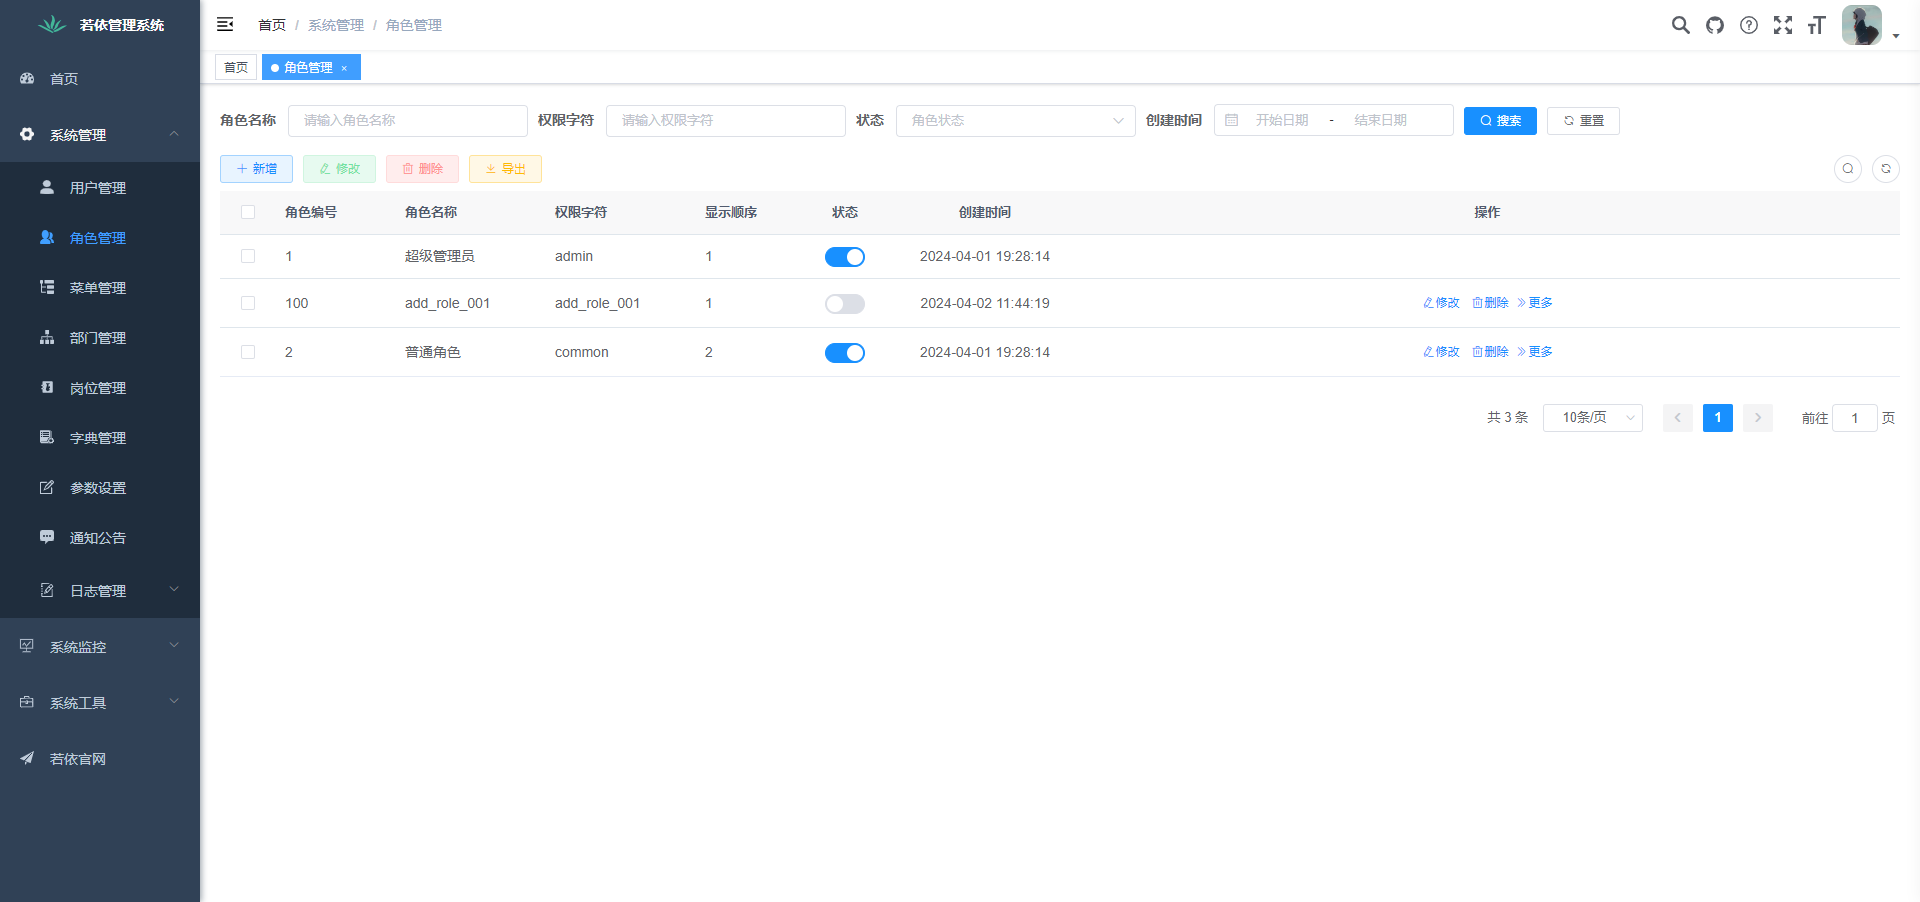 若依管理系统
首页
系统管理
用户管理
角色管理
菜单管理
部门管理
岗位管理
字典管理
参数设置
通知公告
日志管理
系统监控
系统工具
若依官网
首页 / 系统管理 / 角色管理
首页 角色管理 ×
角色名称 请输入角色名称 权限字符 请输入权限字符 状态 角色状态 创建时间 开始日期 - 结束日期 搜索 重置
新增 修改 删除 导出
角色编号 角色名称 权限字符 显示顺序 状态 创建时间 操作
1 超级管理员 admin 1 2024-04-01 19:28:14
100 add_role_001 add_role_001 1 2024-04-02 11:44:19 修改 删除 更多
2 普通角色 common 2 2024-04-01 19:28:14 修改 删除 更多
共 3 条 10条/页 1 前往 1 页